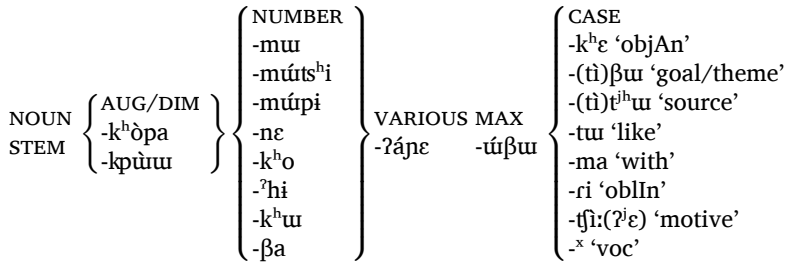 NOUN STEM
AUG/DIM
-kʰòpa
-kpɯ̀ɯ
NUMBER
-mɯ
-mɯ́tsʰi
-mɯ́pɨ
-nɛ
-kʰo
-ˀhɨ
-kʰɯ
-βa
VARIOUS
-ʔáɲɛ
MAX
-ɯ́βɯ
CASE
-kʰɛ ‘objAn’
-(tì)βɯ ‘goal/theme’
-(tì)tʲʰɯ ‘source’
-tɯ ‘like’
-ma ‘with’
-ɾi ‘oblIn’
-tʃìː(ʔʲɛ) ‘motive’
-ˣ ‘voc’